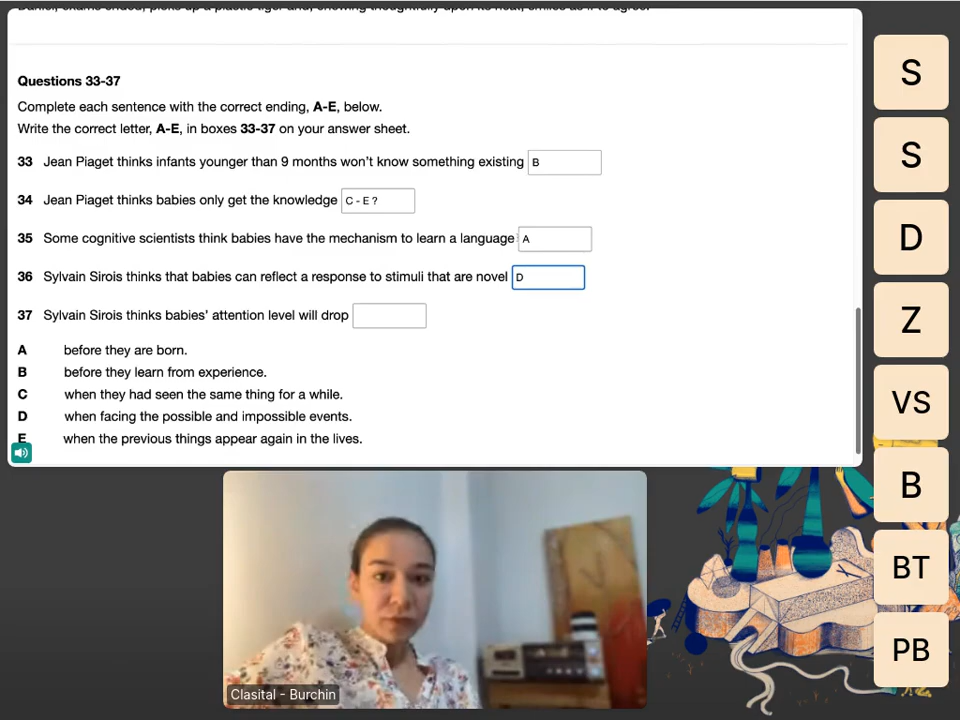 Questions 33-37
Complete each sentence with the correct ending, A-E, below.
Write the correct letter, A-E, in boxes 33-37 on your answer sheet.
33 Jean Piaget thinks infants younger than 9 months won't know something existing B
34 Jean Piaget thinks babies only get the knowledge C - E ?
35 Some cognitive scientists think babies have the mechanism to learn a language A
36 Sylvain Sirois thinks that babies can reflect a response to stimuli that are novel D
37 Sylvain Sirois thinks babies' attention level will drop
A before they are born.
B before they learn from experience.
C when they had seen the same thing for a while.
D when facing the possible and impossible events.
E when the previous things appear again in the lives.
Clasital - Burchin
S
S
D
Z
VS
B
BT
PB